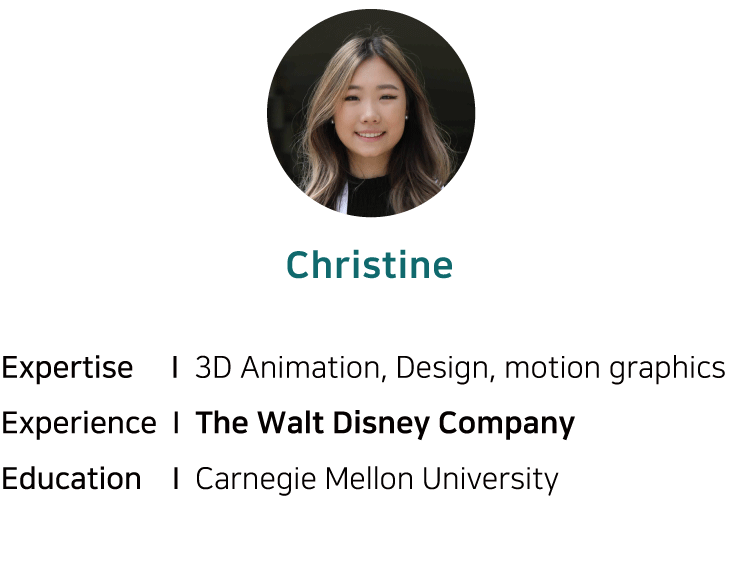 Christine
Expertise I 3D Animation, Design, motion graphics
Experience I The Walt Disney Company
Education I Carnegie Mellon University